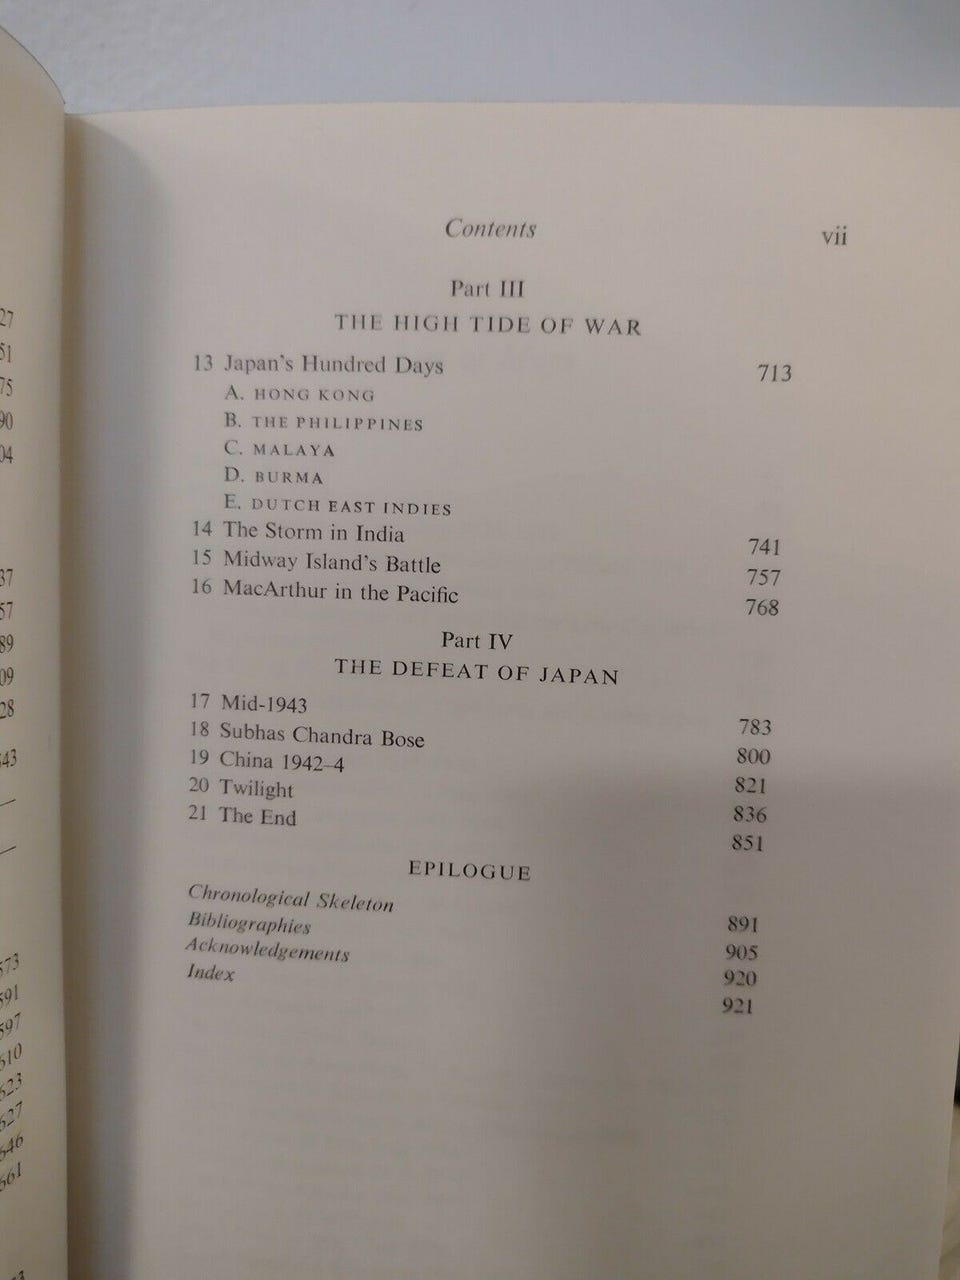 Contents vii
Part III
THE HIGH TIDE OF WAR
13 Japan's Hundred Days 713
A. HONG KONG
B. THE PHILIPPINES
C. MALAYA
D. BURMA
E. DUTCH EAST INDIES
14 The Storm in India 741
15 Midway Island's Battle 757
16 MacArthur in the Pacific 768
Part IV
THE DEFEAT OF JAPAN
17 Mid-1943 783
18 Subhas Chandra Bose 800
19 China 1942–4 821
20 Twilight 836
21 The End 851
EPILOGUE
Chronological Skeleton 891
Bibliographies 905
Acknowledgements 920
Index 921